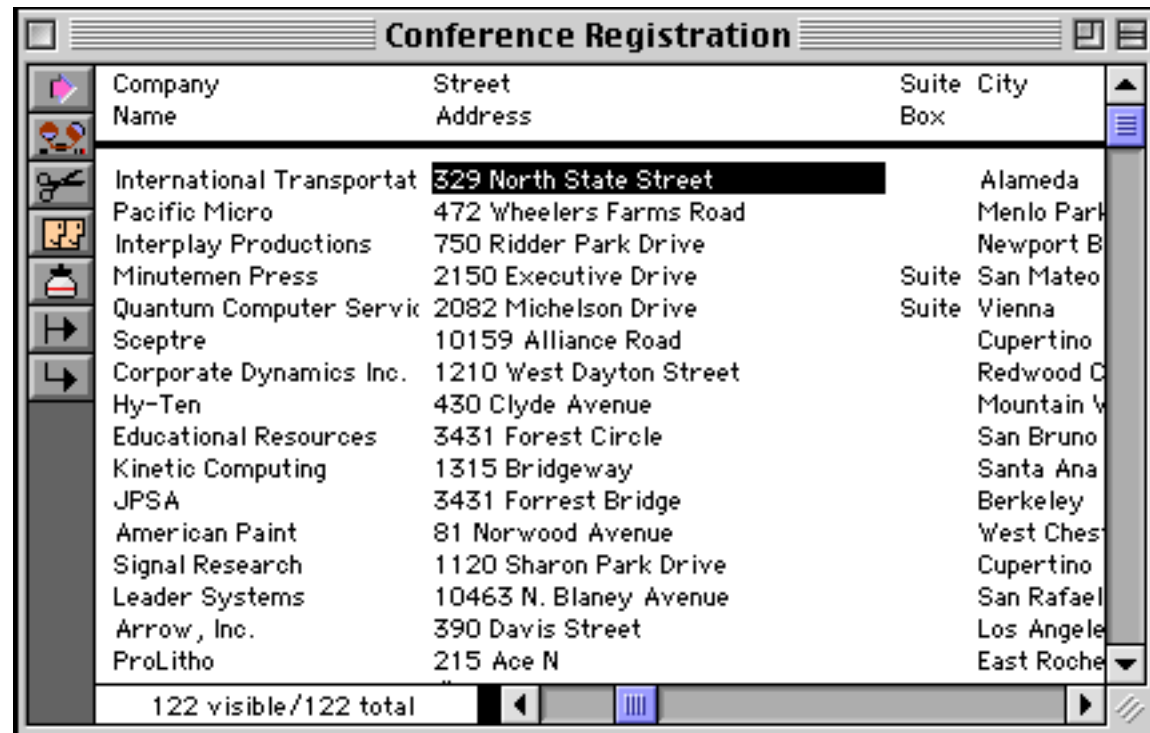 Conference Registration
Company Street Suite City
Name Address Box
International Transportat 329 North State Street Alameda
Pacific Micro 472 Wheelers Farms Road Menlo Park
Interplay Productions 750 Ridder Park Drive Newport B
Minutemen Press 2150 Executive Drive Suite San Mateo
Quantum Computer Servic 2082 Michelson Drive Suite Vienna
Sceptre 10159 Alliance Road Cupertino
Corporate Dynamics Inc. 1210 West Dayton Street Redwood C
Hy-Ten 430 Clyde Avenue Mountain V
Educational Resources 3431 Forest Circle San Bruno
Kinetic Computing 1315 Bridgeway Santa Ana
JPSA 3431 Forrest Bridge Berkeley
American Paint 81 Norwood Avenue West Chest
Signal Research 1120 Sharon Park Drive Cupertino
Leader Systems 10463 N. Blaney Avenue San Rafael
Arrow, Inc. 390 Davis Street Los Angele
ProLitho 215 Ace N East Roche
122 visible/122 total